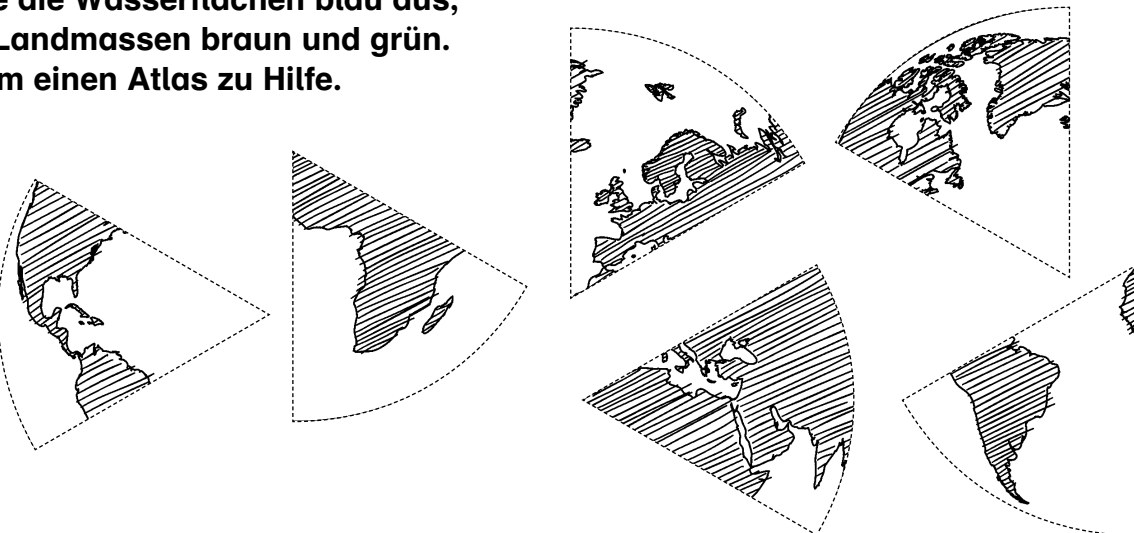 e die Wasserflächen blau aus,
Landmassen braun und grün.
m einen Atlas zu Hilfe.